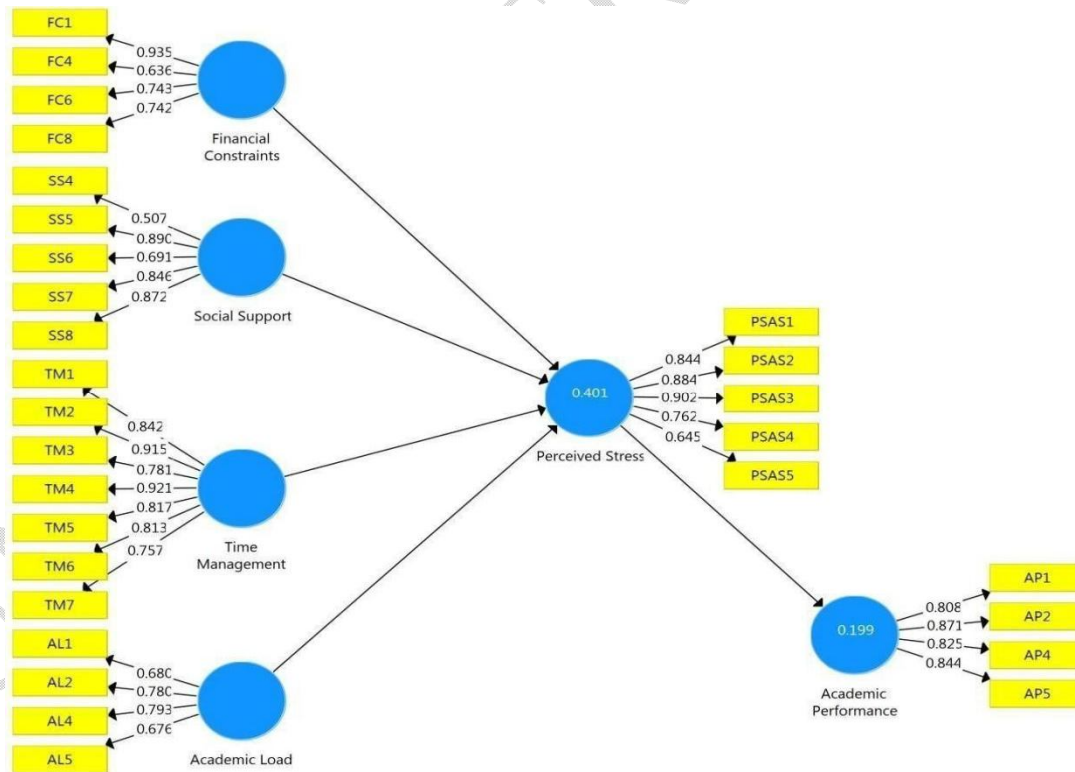 FC1
FC4
FC6
FC8
0.935
0.636
0.743
0.742
Financial
Constraints
SS4
SS5
SS6
SS7
SS8
0.507
0.890
0.691
0.846
0.872
Social Support
TM1
TM2
TM3
TM4
TM5
TM6
TM7
0.842
0.915
0.781
0.921
0.817
0.813
0.757
Time
Management
AL1
AL2
AL4
AL5
0.680
0.780
0.793
0.676
Academic Load
0.401
Perceived Stress
0.844
0.884
0.902
0.762
0.645
PSAS1
PSAS2
PSAS3
PSAS4
PSAS5
0.199
Academic
Performance
0.808
0.871
0.825
0.844
AP1
AP2
AP4
AP5